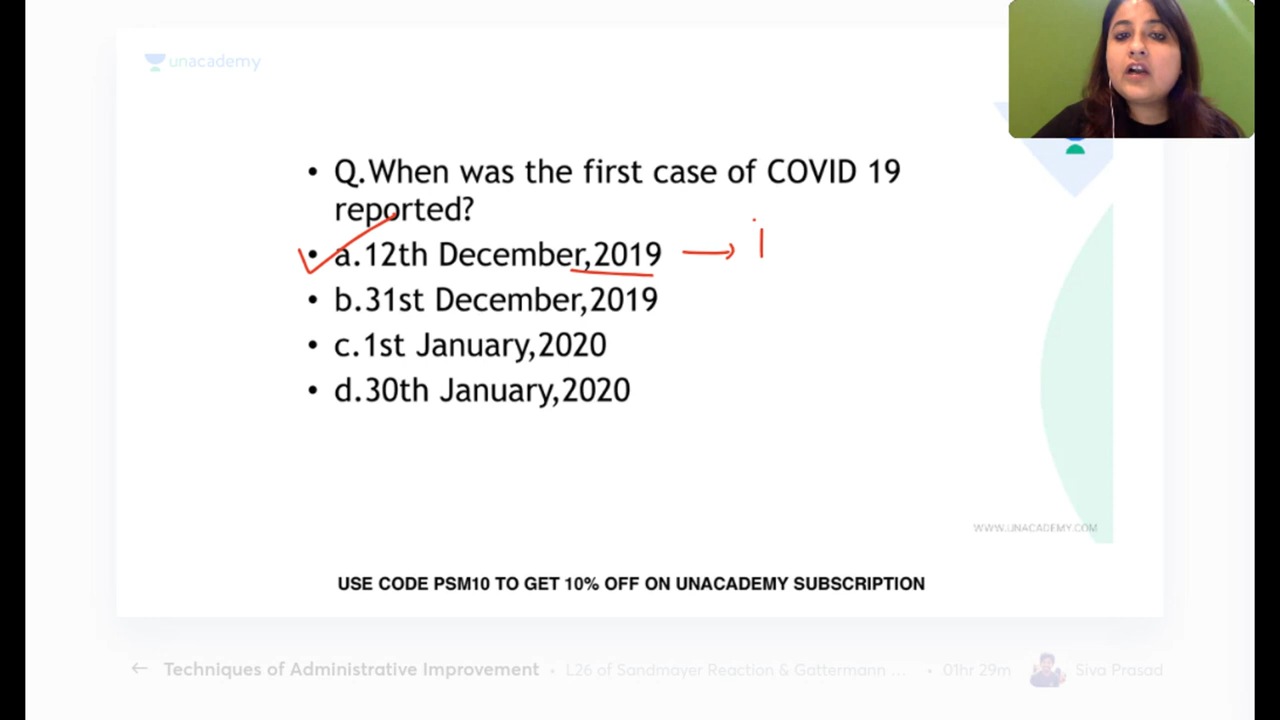 unacademy
• Q.When was the first case of COVID 19
reported?
• a.12th December,2019 → i
• b.31st December,2019
• c.1st January,2020
• d.30th January,2020
WWW.UNACADEMY.COM
USE CODE PSM10 TO GET 10% OFF ON UNACADEMY SUBSCRIPTION
← Techniques of Administrative Improvement • L26 of Sandmayer Reaction & Gattermann ... • 01hr 29m Siva Prasad